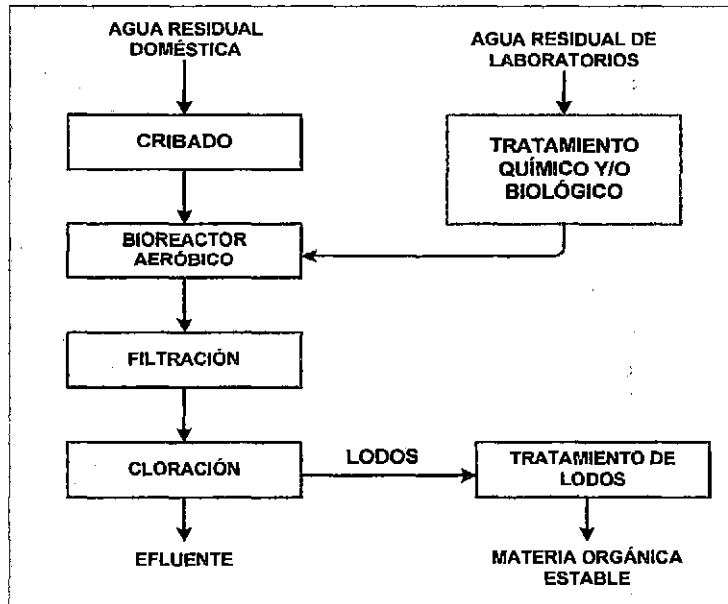 AGUA RESIDUAL
DOMÉSTICA
AGUA RESIDUAL DE
LABORATORIOS
CRIBADO
TRATAMIENTO
QUÍMICO Y/O
BIOLÓGICO
BIOREACTOR
AERÓBICO
FILTRACIÓN
CLORACIÓN
LODOS
TRATAMIENTO DE
LODOS
EFLUENTE
MATERIA ORGÁNICA
ESTABLE